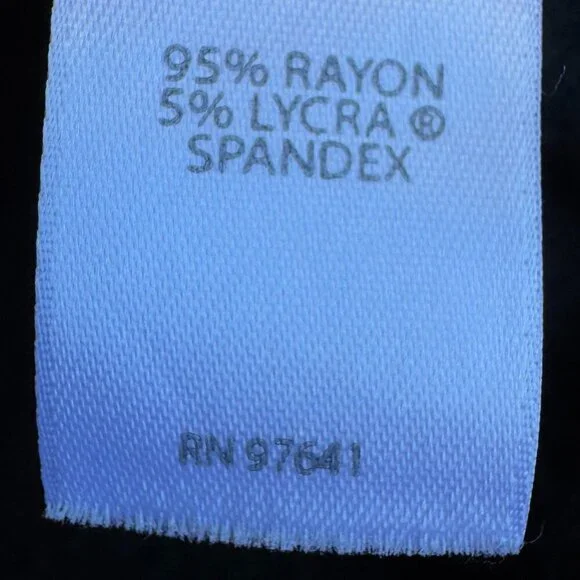 95% RAYON
5% LYCRA ®
SPANDEX
RN 97641